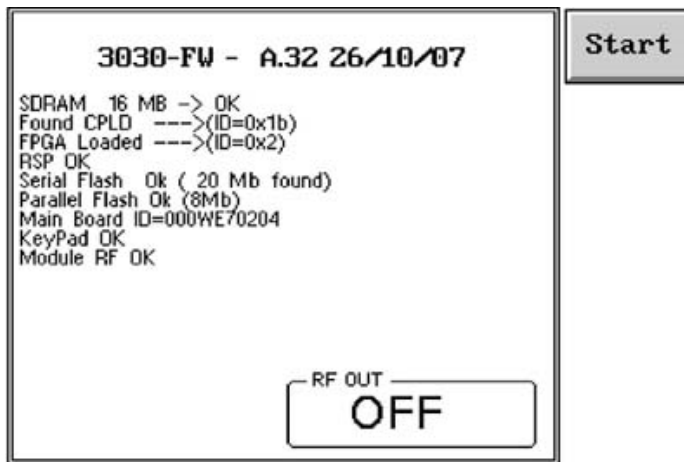 3030-FW - A.32 26/10/07
Start
SDRAM 16 MB -> OK
Found CPLD --->(ID=0x1b)
FPGA Loaded --->(ID=0x2)
RSP OK
Serial Flash Ok ( 20 Mb found)
Parallel Flash Ok (8Mb)
Main Board ID=000WE70204
KeyPad OK
Module RF OK
RF OUT
OFF